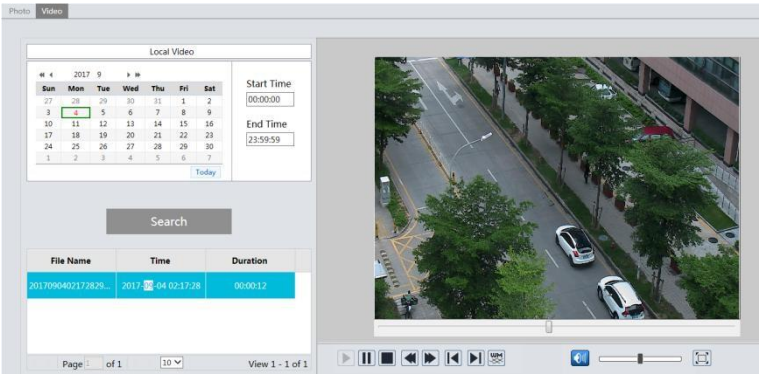 Photo Video
Local Video
2017 9
Sun Mon Tue Wed Thu Fri Sat
27 28 29 30 31 1 2
3 4 5 6 7 8 9
10 11 12 13 14 15 16
17 18 19 20 21 22 23
24 25 26 27 28 29 30
1 2 3 4 5 6 7
Today
Start Time
00:00:00
End Time
23:59:59
Search
File Name Time Duration
2017090402172829... 2017-09-04 02:17:28 00:00:12
Page 1 of 1 10 View 1 - 1 of 1
WM